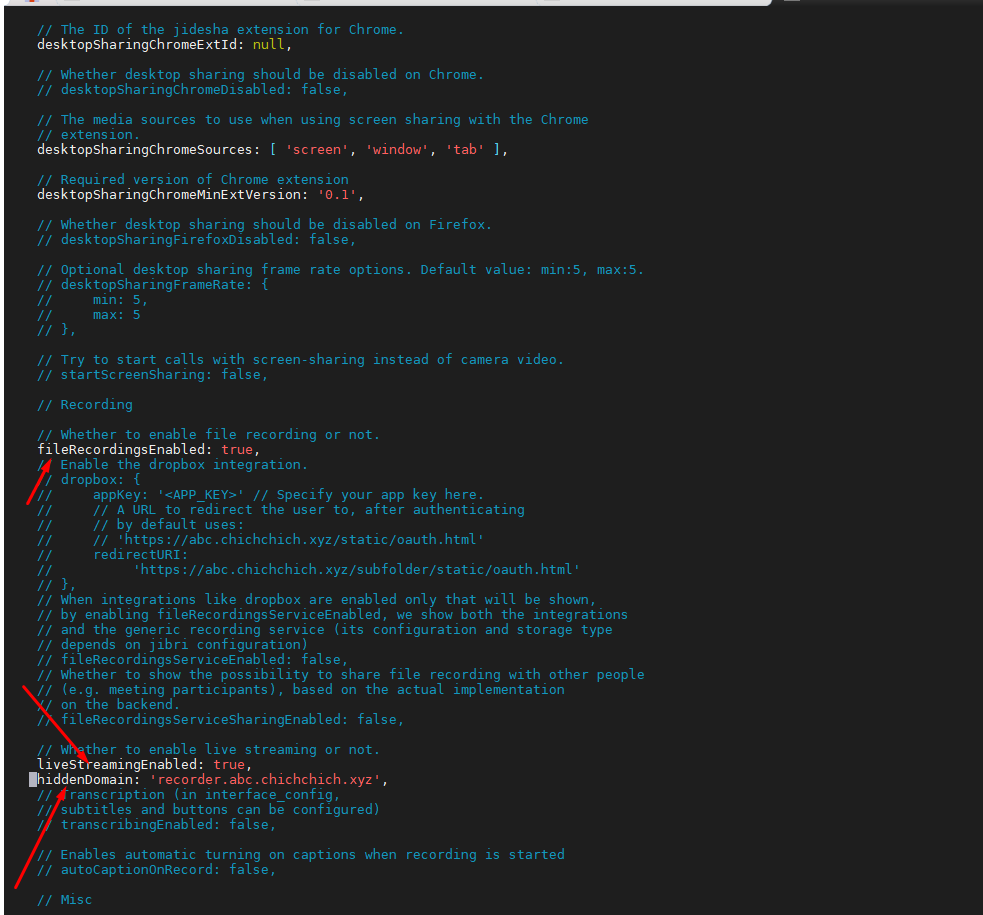 // The ID of the jidesha extension for Chrome.
desktopSharingChromeExtId: null,
// Whether desktop sharing should be disabled on Chrome.
// desktopSharingChromeDisabled: false,
// The media sources to use when using screen sharing with the Chrome
// extension.
desktopSharingChromeSources: [ 'screen', 'window', 'tab' ],
// Required version of Chrome extension
desktopSharingChromeMinExtVersion: '0.1',
// Whether desktop sharing should be disabled on Firefox.
// desktopSharingFirefoxDisabled: false,
// Optional desktop sharing frame rate options. Default value: min:5, max:5.
// desktopSharingFrameRate: {
//     min: 5,
//     max: 5
// },
// Try to start calls with screen-sharing instead of camera video.
// startScreenSharing: false,
// Recording
// Whether to enable file recording or not.
fileRecordingsEnabled: true,
// Enable the dropbox integration.
// dropbox: {
//     appKey: '<APP_KEY>' // Specify your app key here.
//     // A URL to redirect the user to, after authenticating
//     // by default uses:
//     // 'https://abc.chichchich.xyz/static/oauth.html'
//     redirectURI:
//          'https://abc.chichchich.xyz/subfolder/static/oauth.html'
// },
// When integrations like dropbox are enabled only that will be shown,
// by enabling fileRecordingsServiceEnabled, we show both the integrations
// and the generic recording service (its configuration and storage type
// depends on jibri configuration)
// fileRecordingsServiceEnabled: false,
// Whether to show the possibility to share file recording with other people
// (e.g. meeting participants), based on the actual implementation
// on the backend.
// fileRecordingsServiceSharingEnabled: false,
// Whether to enable live streaming or not.
liveStreamingEnabled: true,
hiddenDomain: 'recorder.abc.chichchich.xyz',
// Transcription (in interface_config,
// subtitles and buttons can be configured)
// transcribingEnabled: false,
// Enables automatic turning on captions when recording is started
// autoCaptionOnRecord: false,
// Misc